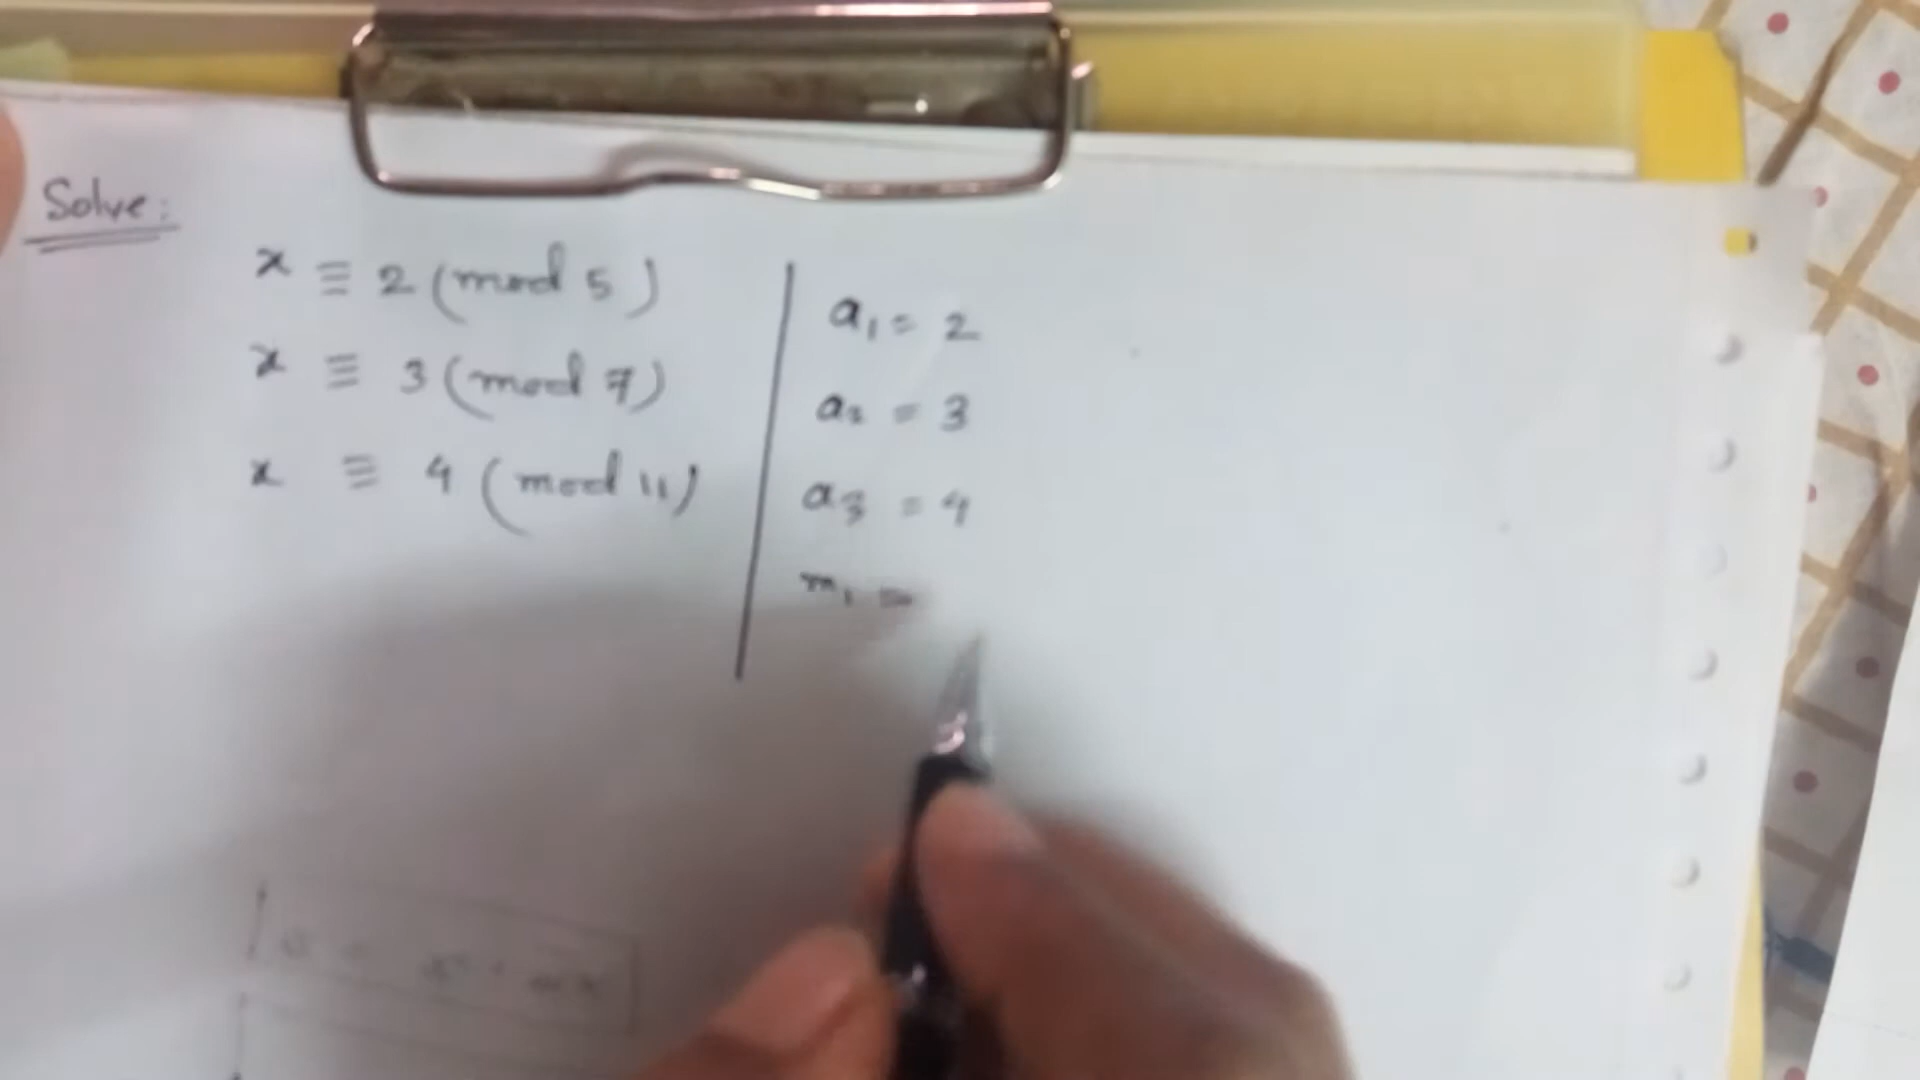 Solve:
x ≡ 2 (mod 5)
x ≡ 3 (mod 7)
x ≡ 4 (mod 11)
a₁ = 2
a₂ = 3
a₃ = 4
m₁ =